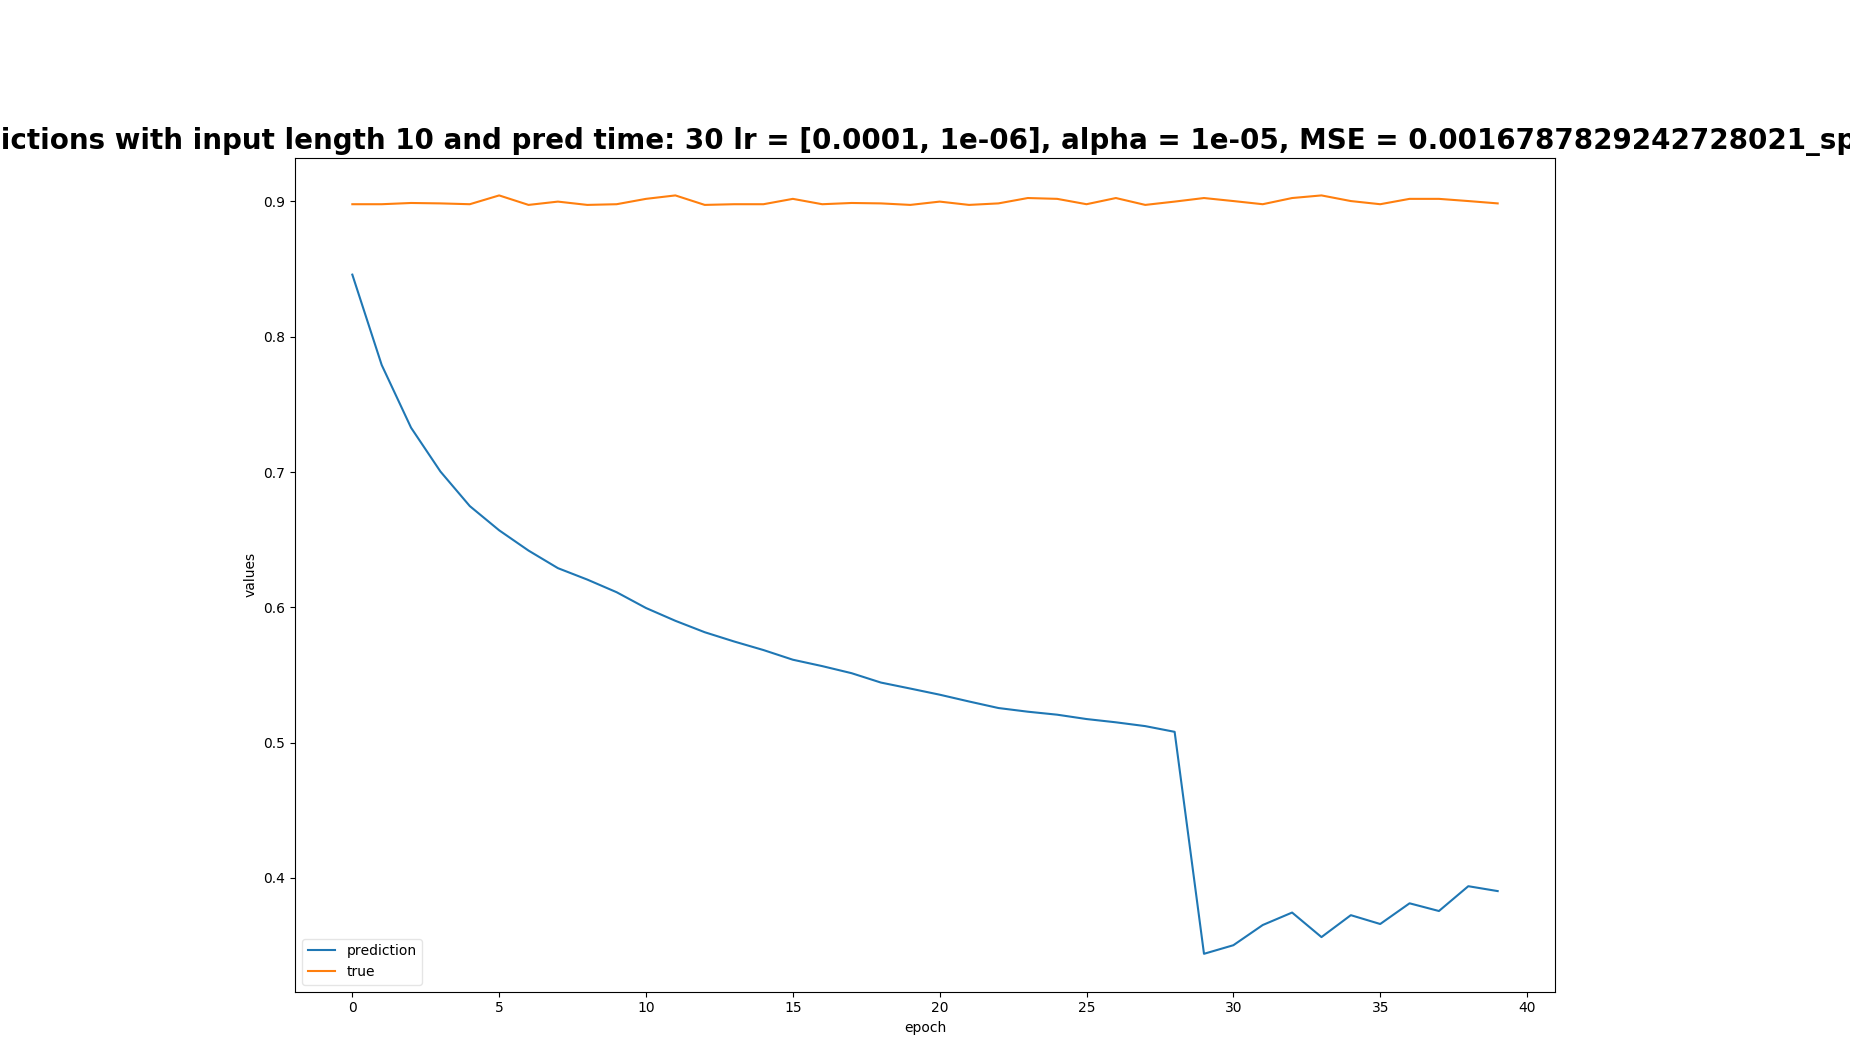 ictions with input length 10 and pred time: 30 lr = [0.0001, 1e-06], alpha = 1e-05, MSE = 0.0016787829242728021_sp
0.9
0.8
0.7
0.6
0.5
0.4
values
prediction
true
0 5 10 15 20 25 30 35 40
epoch